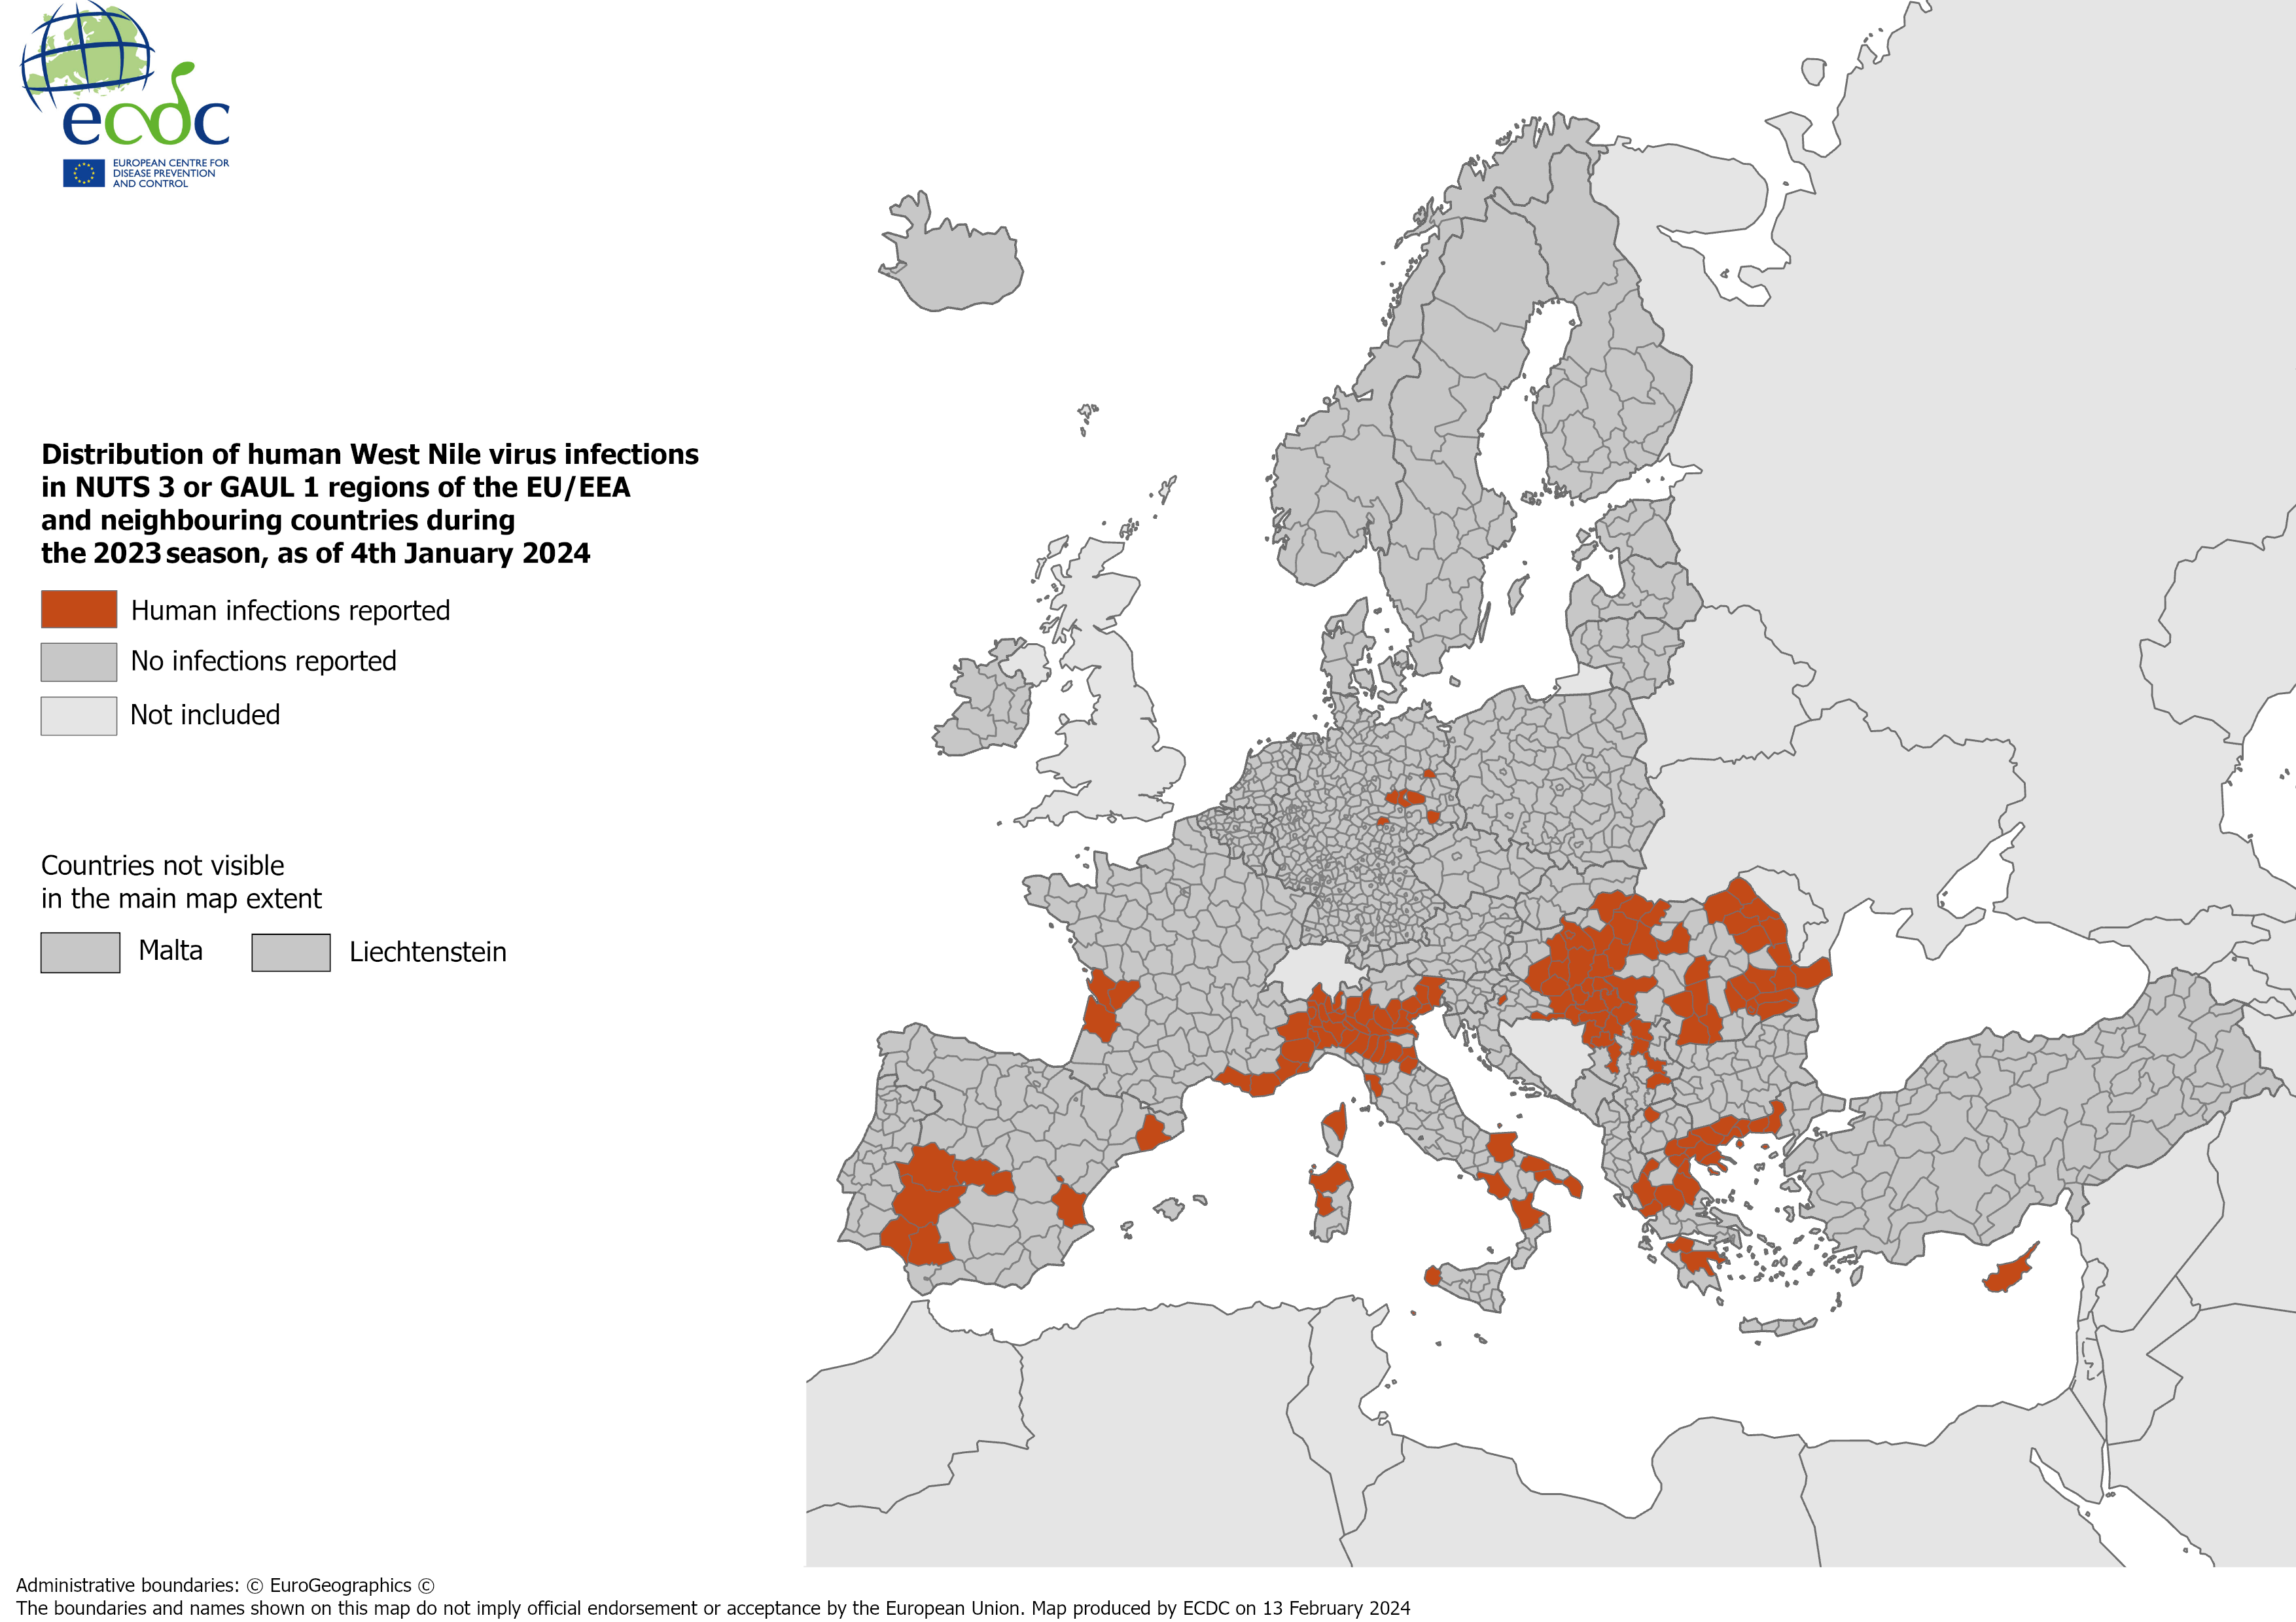 ecdc
EUROPEAN CENTRE FOR
DISEASE PREVENTION
AND CONTROL
Distribution of human West Nile virus infections
in NUTS 3 or GAUL 1 regions of the EU/EEA
and neighbouring countries during
the 2023 season, as of 4th January 2024
Human infections reported
No infections reported
Not included
Countries not visible
in the main map extent
Malta
Liechtenstein
Administrative boundaries: © EuroGeographics ©
The boundaries and names shown on this map do not imply official endorsement or acceptance by the European Union. Map produced by ECDC on 13 February 2024